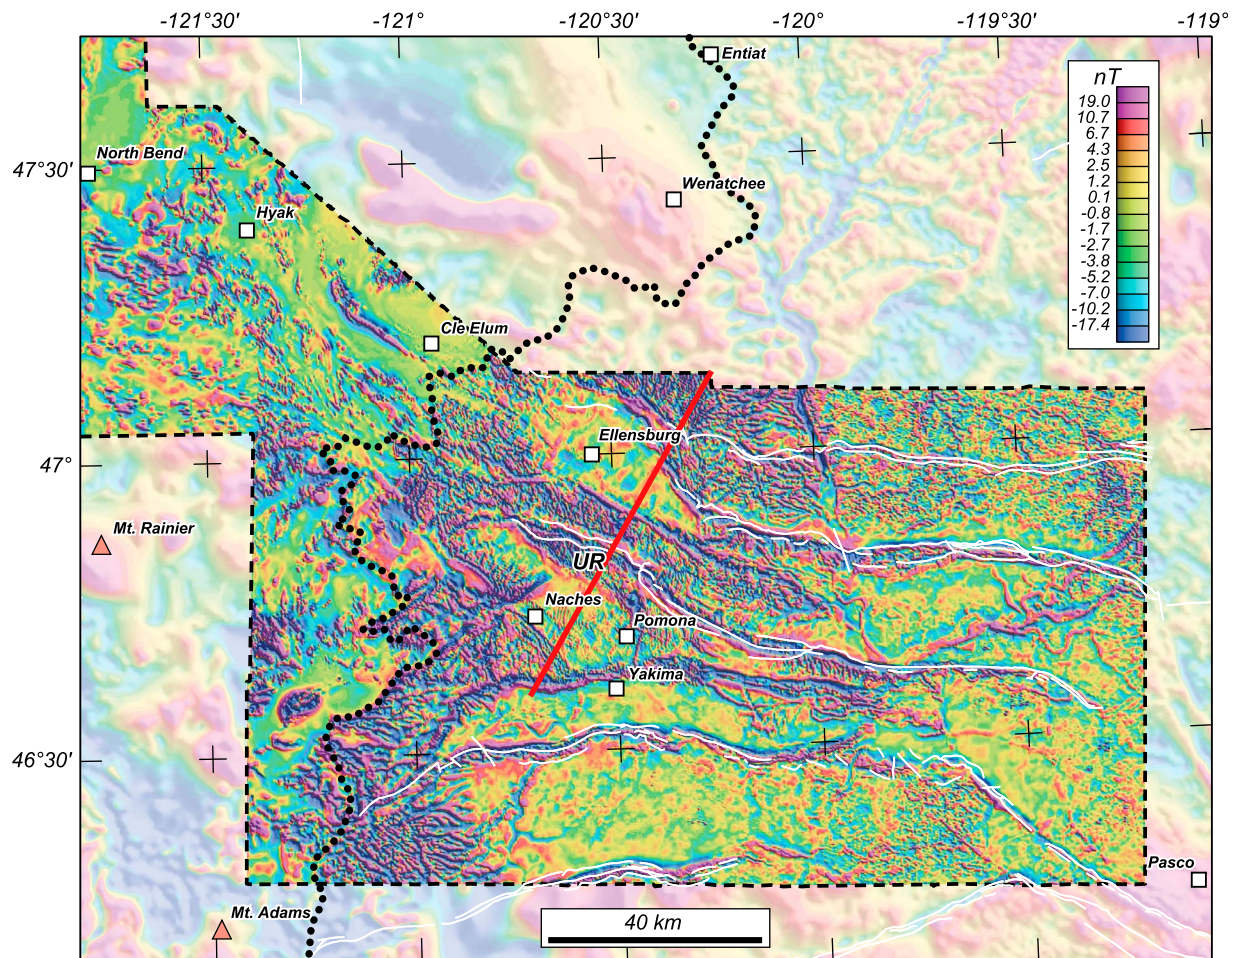 -121°30' -121° -120°30' -120° -119°30' -119°
Entiat
nT
19.0
10.7
6.7
4.3
2.5
1.2
0.1
-0.8
-1.7
-2.7
-3.8
-5.2
-7.0
-10.2
-17.4
North Bend
47°30'
Wenatchee
Hyak
Cle Elum
Ellensburg
47°
Mt. Rainier
UR
Naches
Pomona
Yakima
46°30'
Pasco
Mt. Adams
40 km